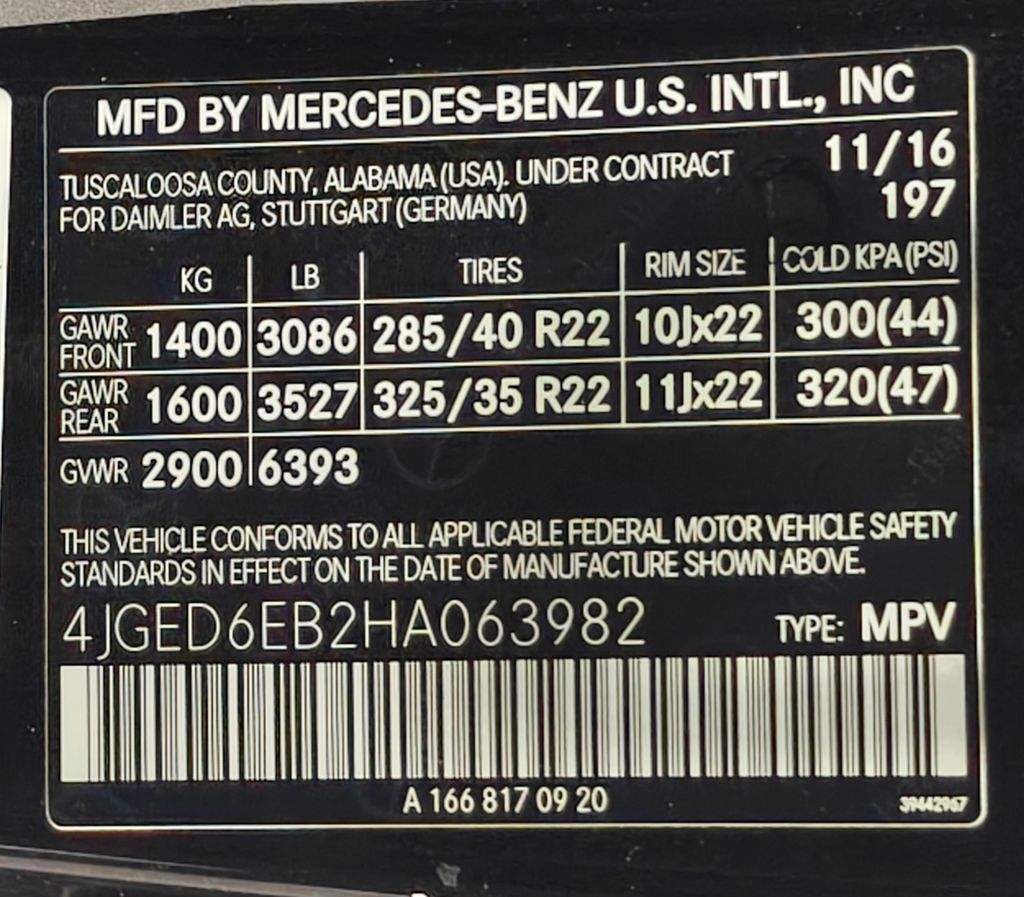 MFD BY MERCEDES-BENZ U.S. INTL., INC
TUSCALOOSA COUNTY, ALABAMA (USA). UNDER CONTRACT 11/16
FOR DAIMLER AG, STUTTGART (GERMANY) 197
KG LB TIRES RIM SIZE COLD KPA (PSI)
GAWR FRONT 1400 3086 285/40 R22 10Jx22 300(44)
GAWR REAR 1600 3527 325/35 R22 11Jx22 320(47)
GVWR 2900 6393
THIS VEHICLE CONFORMS TO ALL APPLICABLE FEDERAL MOTOR VEHICLE SAFETY
STANDARDS IN EFFECT ON THE DATE OF MANUFACTURE SHOWN ABOVE.
4JGED6EB2HA063982 TYPE: MPV
A 166 817 09 20 39442967